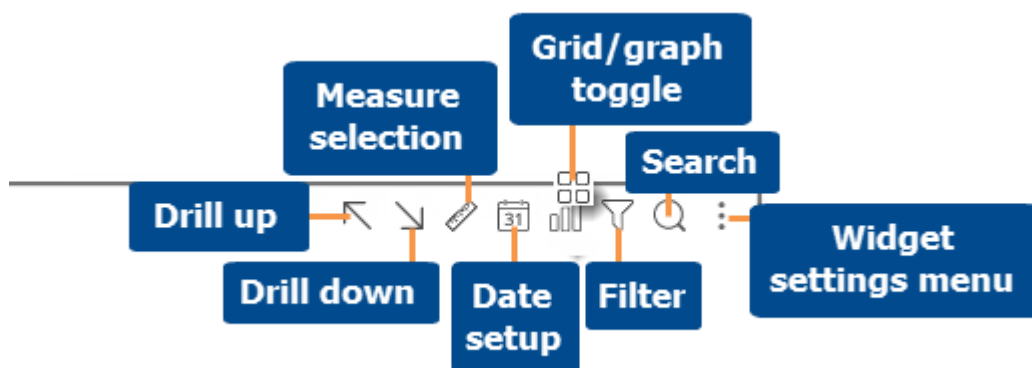 Grid/graph
toggle
Measure
selection
Search
Drill up
31
Widget
settings menu
Drill down
Date
setup
Filter